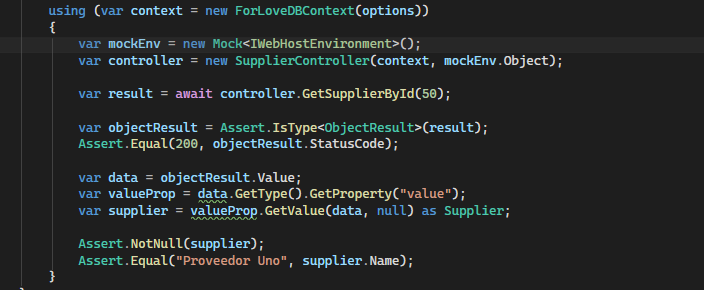 using (var context = new ForLoveDBContext(options))
{
var mockEnv = new Mock<IWebHostEnvironment>();
var controller = new SupplierController(context, mockEnv.Object);
var result = await controller.GetSupplierById(50);
var objectResult = Assert.IsType<ObjectResult>(result);
Assert.Equal(200, objectResult.StatusCode);
var data = objectResult.Value;
var valueProp = data.GetType().GetProperty("value");
var supplier = valueProp.GetValue(data, null) as Supplier;
Assert.NotNull(supplier);
Assert.Equal("Proveedor Uno", supplier.Name);
}
}